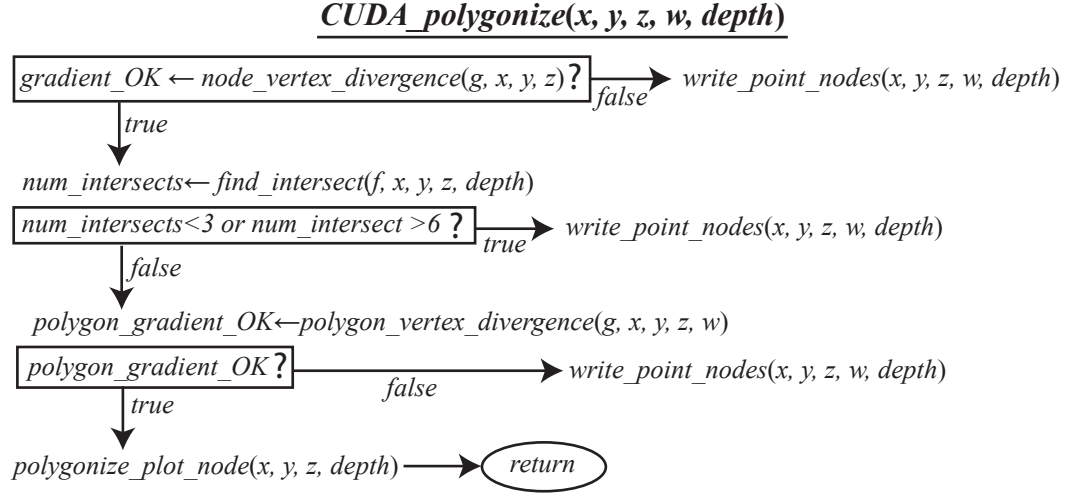 CUDA_polygonize(x, y, z, w, depth)
gradient_OK ← node_vertex_divergence(g, x, y, z) ?
false
write_point_nodes(x, y, z, w, depth)
true
num_intersects← find_intersect(f, x, y, z, depth)
num_intersects<3 or num_intersect >6 ?
true
write_point_nodes(x, y, z, w, depth)
false
polygon_gradient_OK←polygon_vertex_divergence(g, x, y, z, w)
polygon_gradient_OK ?
false
write_point_nodes(x, y, z, w, depth)
true
polygonize_plot_node(x, y, z, depth)
return